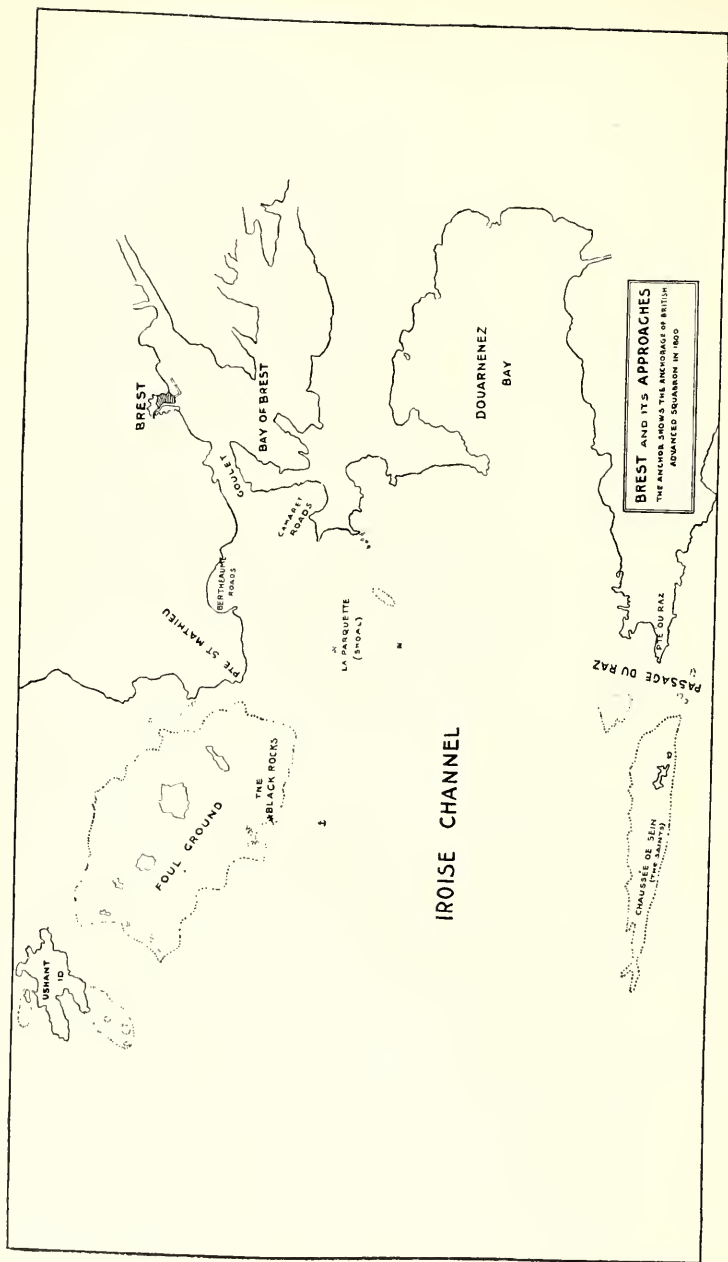 USHANT
ID
FOUL GROUND
THE
BLACK ROCKS
PTE ST MATHIEU
BERTHEAUME
ROADS
GOULET
BREST
BAY OF BREST
CAMARET
ROADS
LA PARQUETTE
(SHOAL)
IROISE CHANNEL
DOUARNENEZ
BAY
CHAUSSÉE DE SEIN
(THE SAINTS)
PASSAGE DU RAZ
PTE DU RAZ
BREST AND ITS APPROACHES
THE ANCHOR SHOWS THE ANCHORAGE OF BRITISH
ADVANCED SQUADRON IN 1800